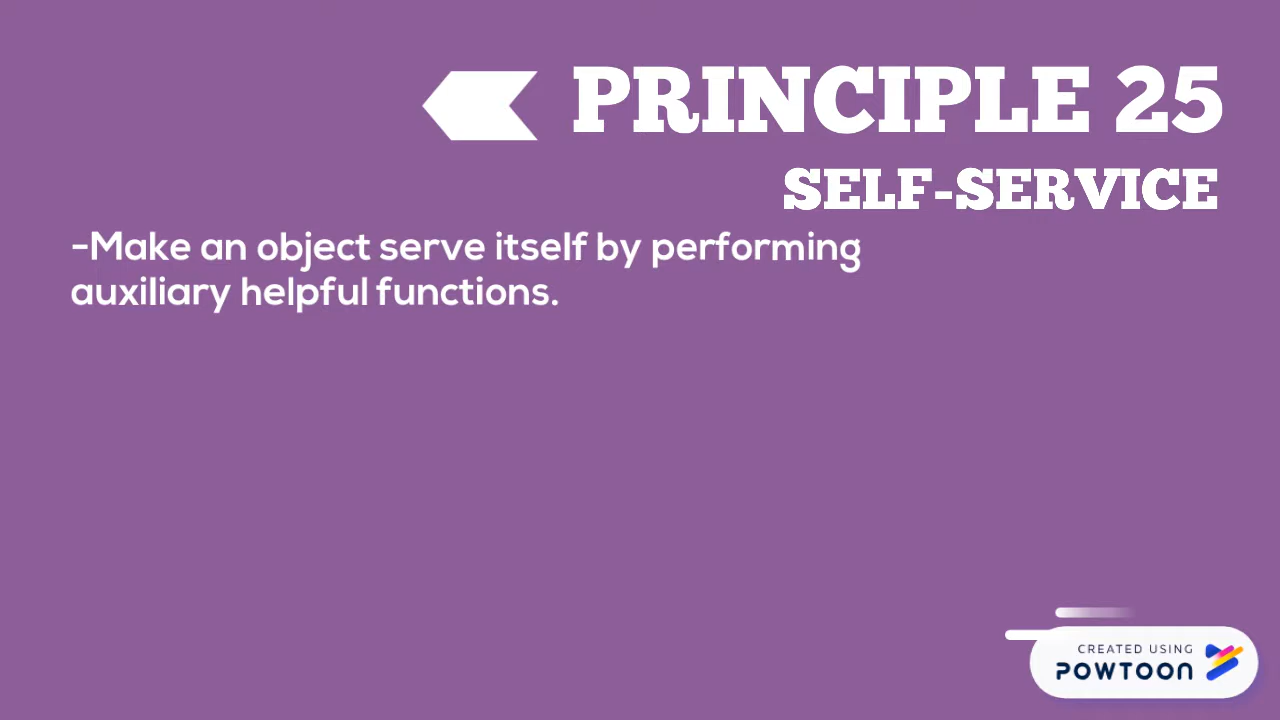 PRINCIPLE 25
SELF-SERVICE
-Make an object serve itself by performing
auxiliary helpful functions.
CREATED USING
POWTOON